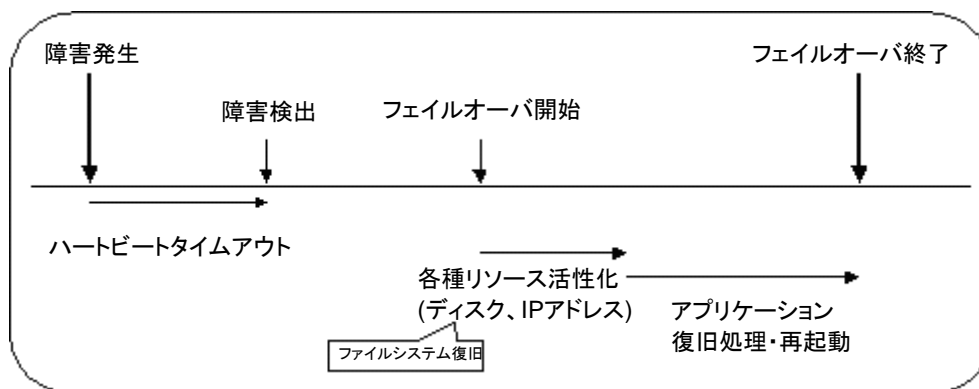 障害発生
フェイルオーバ終了
障害検出
フェイルオーバ開始
ハートビートタイムアウト
各種リソース活性化
(ディスク、IPアドレス)
アプリケーション
復旧処理・再起動
ファイルシステム復旧